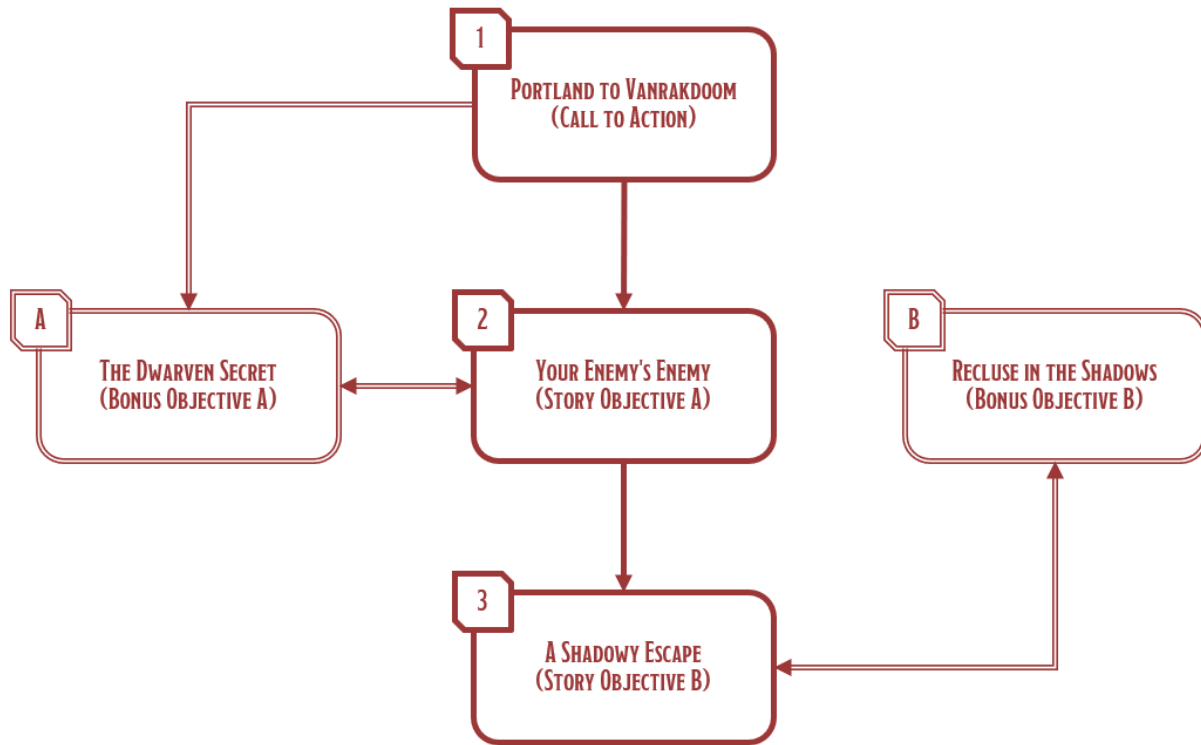 1
Portland to Vanrakdoom
(Call to Action)
A
The Dwarven Secret
(Bonus Objective A)
2
Your Enemy's Enemy
(Story Objective A)
B
Recluse in the Shadows
(Bonus Objective B)
3
A Shadowy Escape
(Story Objective B)